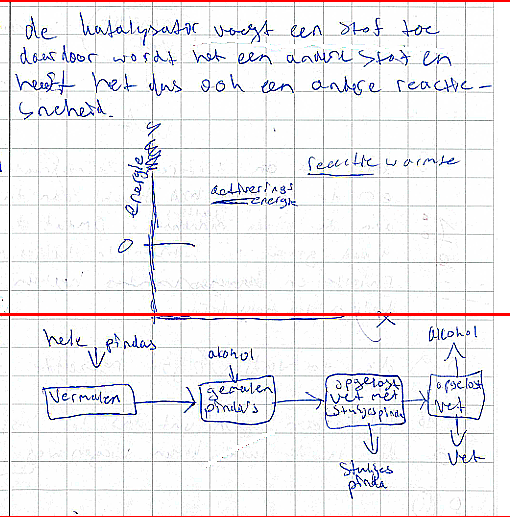 de katalysator voegt een stof toe
daardoor wordt het een andere stof en
heeft het dus ook een andere reactie-
snelheid.
energie
reactie warmte
activerings
energie
0
X
hele pindas
alcohol
alcohol
Vermalen
gemalen
pinda's
opgelost
vet met
stukjes pinda
opgelost
vet
Stukjes
pinda
Vet